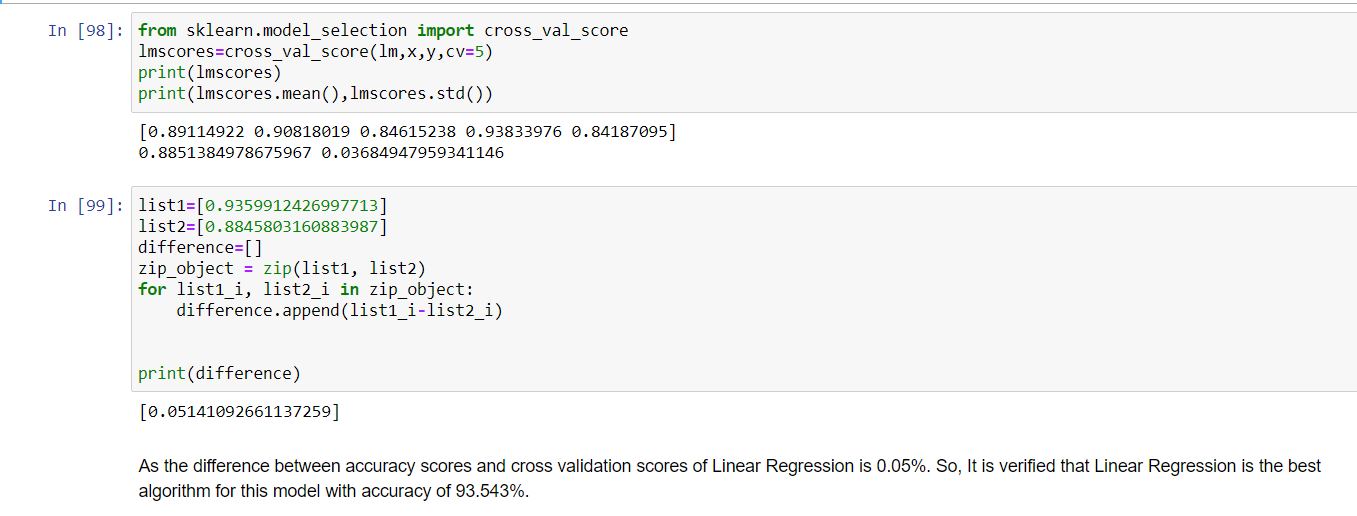 In [98]: from sklearn.model_selection import cross_val_score
lmscores=cross_val_score(lm,x,y,cv=5)
print(lmscores)
print(lmscores.mean(),lmscores.std())
[0.89114922 0.90818019 0.84615238 0.93833976 0.84187095]
0.8851384978675967 0.03684947959341146
In [99]: list1=[0.9359912426997713]
list2=[0.8845803160883987]
difference=[]
zip_object = zip(list1, list2)
for list1_i, list2_i in zip_object:
    difference.append(list1_i-list2_i)
print(difference)
[0.05141092661137259]
As the difference between accuracy scores and cross validation scores of Linear Regression is 0.05%. So, It is verified that Linear Regression is the best
algorithm for this model with accuracy of 93.543%.